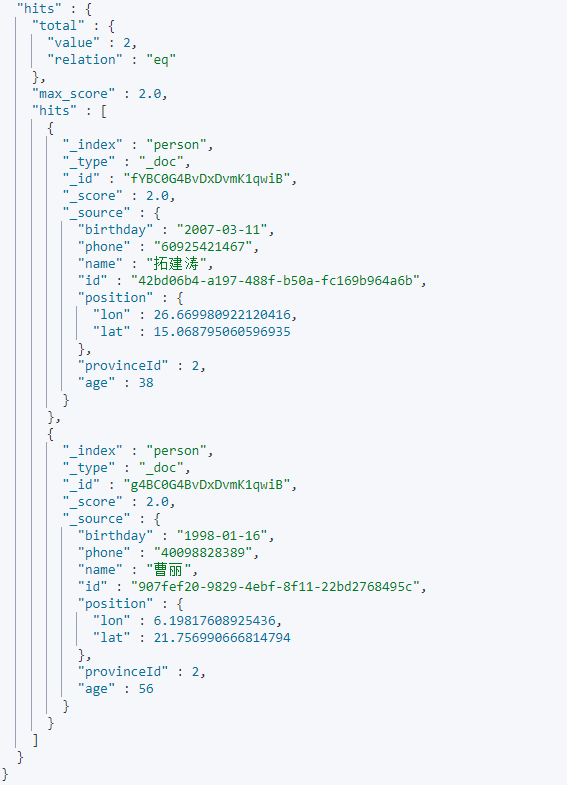 "hits" : {
"total" : {
"value" : 2,
"relation" : "eq"
},
"max_score" : 2.0,
"hits" : [
{
"_index" : "person",
"_type" : "_doc",
"_id" : "fYBC0G4BvDxDvmK1qwiB",
"_score" : 2.0,
"_source" : {
"birthday" : "2007-03-11",
"phone" : "60925421467",
"name" : "拓建涛",
"id" : "42bd06b4-a197-488f-b50a-fc169b964a6b",
"position" : {
"lon" : 26.669980922120416,
"lat" : 15.068795060596935
},
"provinceId" : 2,
"age" : 38
}
},
{
"_index" : "person",
"_type" : "_doc",
"_id" : "g4BC0G4BvDxDvmK1qwiB",
"_score" : 2.0,
"_source" : {
"birthday" : "1998-01-16",
"phone" : "40098828389",
"name" : "曹丽",
"id" : "907fef20-9829-4ebf-8f11-22bd2768495c",
"position" : {
"lon" : 6.19817608925436,
"lat" : 21.756990666814794
},
"provinceId" : 2,
"age" : 56
}
}
]
}
}